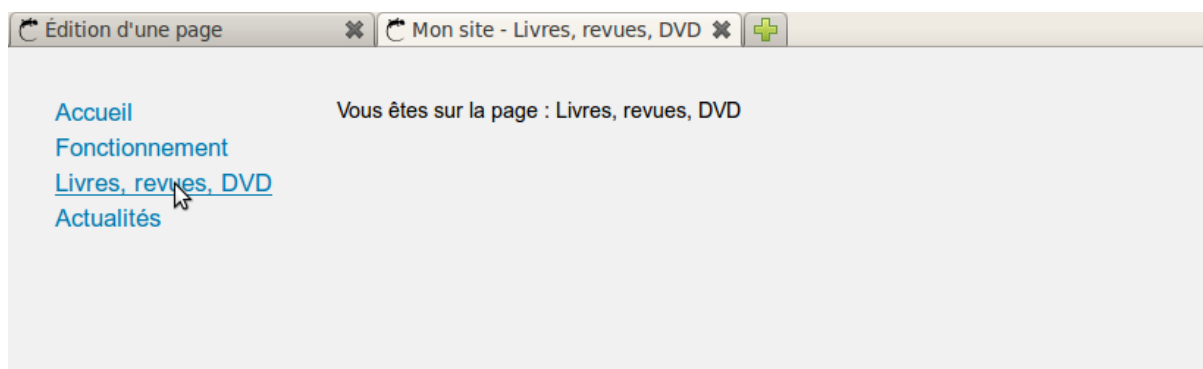 Édition d'une page
Mon site - Livres, revues, DVD
Accueil
Vous êtes sur la page : Livres, revues, DVD
Fonctionnement
Livres, revues, DVD
Actualités